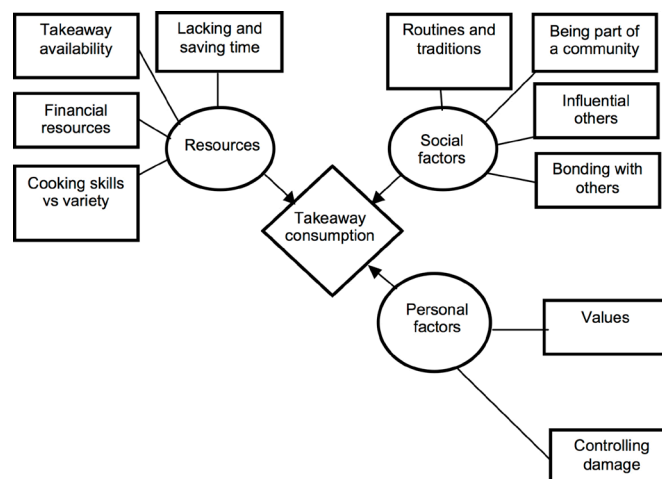 Takeaway
availability
Lacking and
saving time
Routines and
traditions
Being part of
a community
Financial
resources
Resources
Social
factors
Influential
others
Cooking skills
vs variety
Bonding with
others
Takeaway
consumption
Personal
factors
Values
Controlling
damage